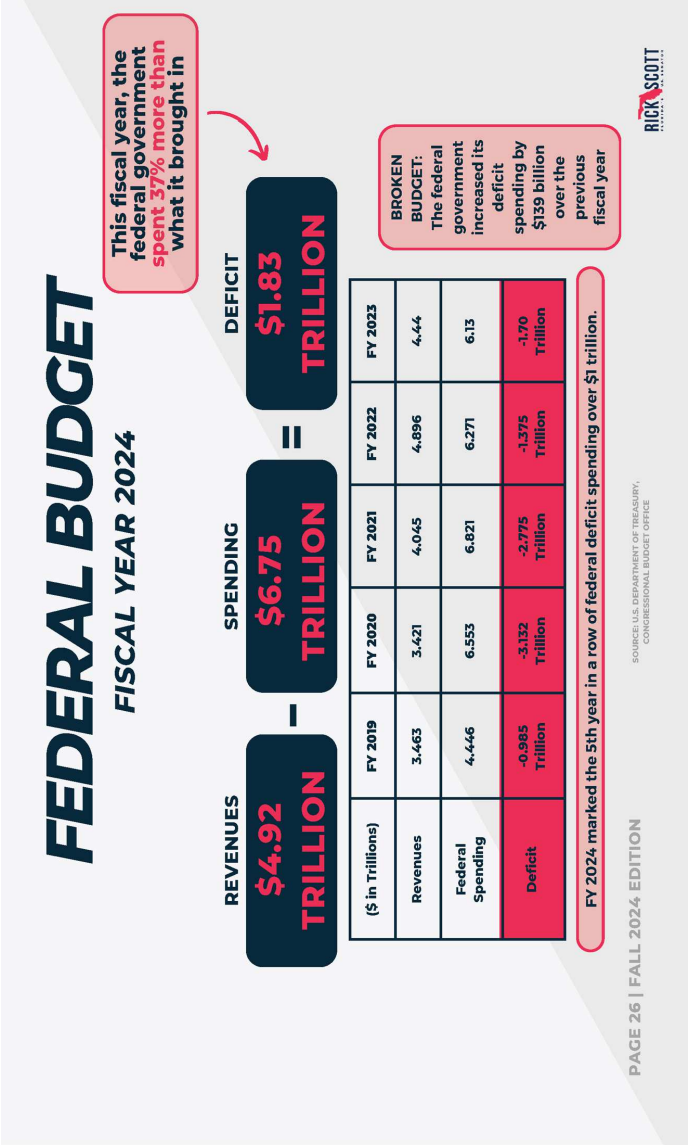 FEDERAL BUDGET
FISCAL YEAR 2024
This fiscal year, the
federal government
spent 37% more than
what it brought in
REVENUES
SPENDING
DEFICIT
$4.92
TRILLION
–
$6.75
TRILLION
=
$1.83
TRILLION
($ in Trillions) FY 2019 FY 2020 FY 2021 FY 2022 FY 2023
Revenues 3.463 3.421 4.045 4.896 4.44
Federal
Spending 4.446 6.553 6.821 6.271 6.13
Deficit -0.985
Trillion -3.132
Trillion -2.775
Trillion -1.375
Trillion -1.70
Trillion
BROKEN
BUDGET:
The federal
government
increased its
deficit
spending by
$139 billion
over the
previous
fiscal year
FY 2024 marked the 5th year in a row of federal deficit spending over $1 trillion.
SOURCE: U.S. DEPARTMENT OF TREASURY,
CONGRESSIONAL BUDGET OFFICE
PAGE 26 | FALL 2024 EDITION
RICK SCOTT